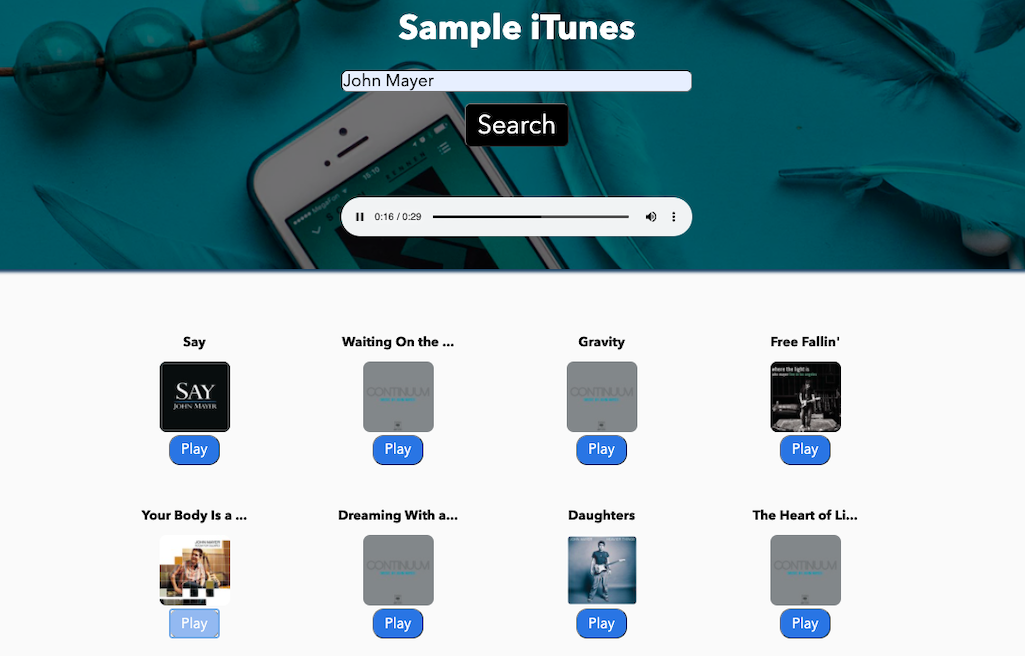 Sample iTunes
John Mayer
Search
16:10
0:16 / 0:29
Say
Waiting On the ...
Gravity
Free Fallin'
SAY
JOHN MAYER
CONTINUUM
CONTINUUM
where the light is
Play
Play
Play
Play
Your Body Is a ...
Dreaming With a...
Daughters
The Heart of Li...
JOHN MAYER
CONTINUUM
CONTINUUM
Play
Play
Play
Play